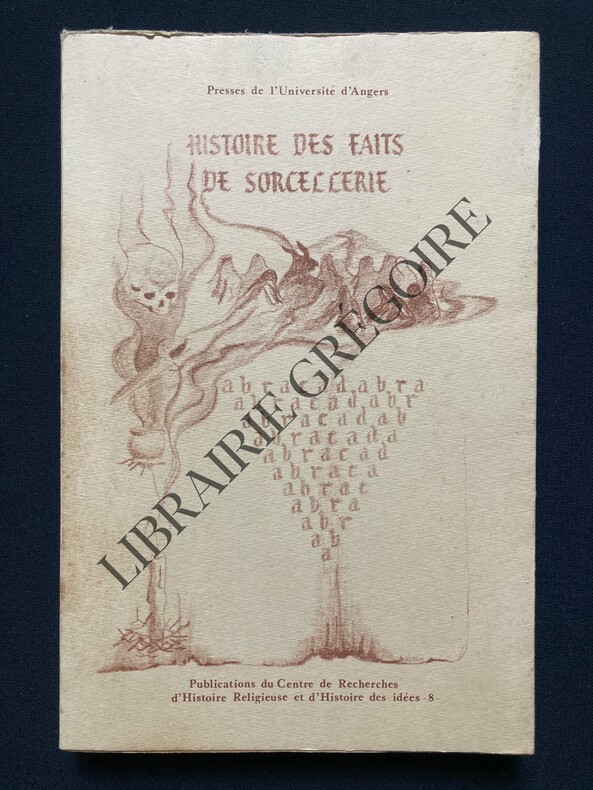 Presses de l'Université d'Angers
HISTOIRE DES FAITS
DE SORCELLERIE
LIBRAIRIE GRÉGOIRE
abracadabra
abracadabr
abracadab
abracada
abracad
abraca
abrac
abra
abr
ab
a
Publications du Centre de Recherches
d'Histoire Religieuse et d'Histoire des idées - 8 -